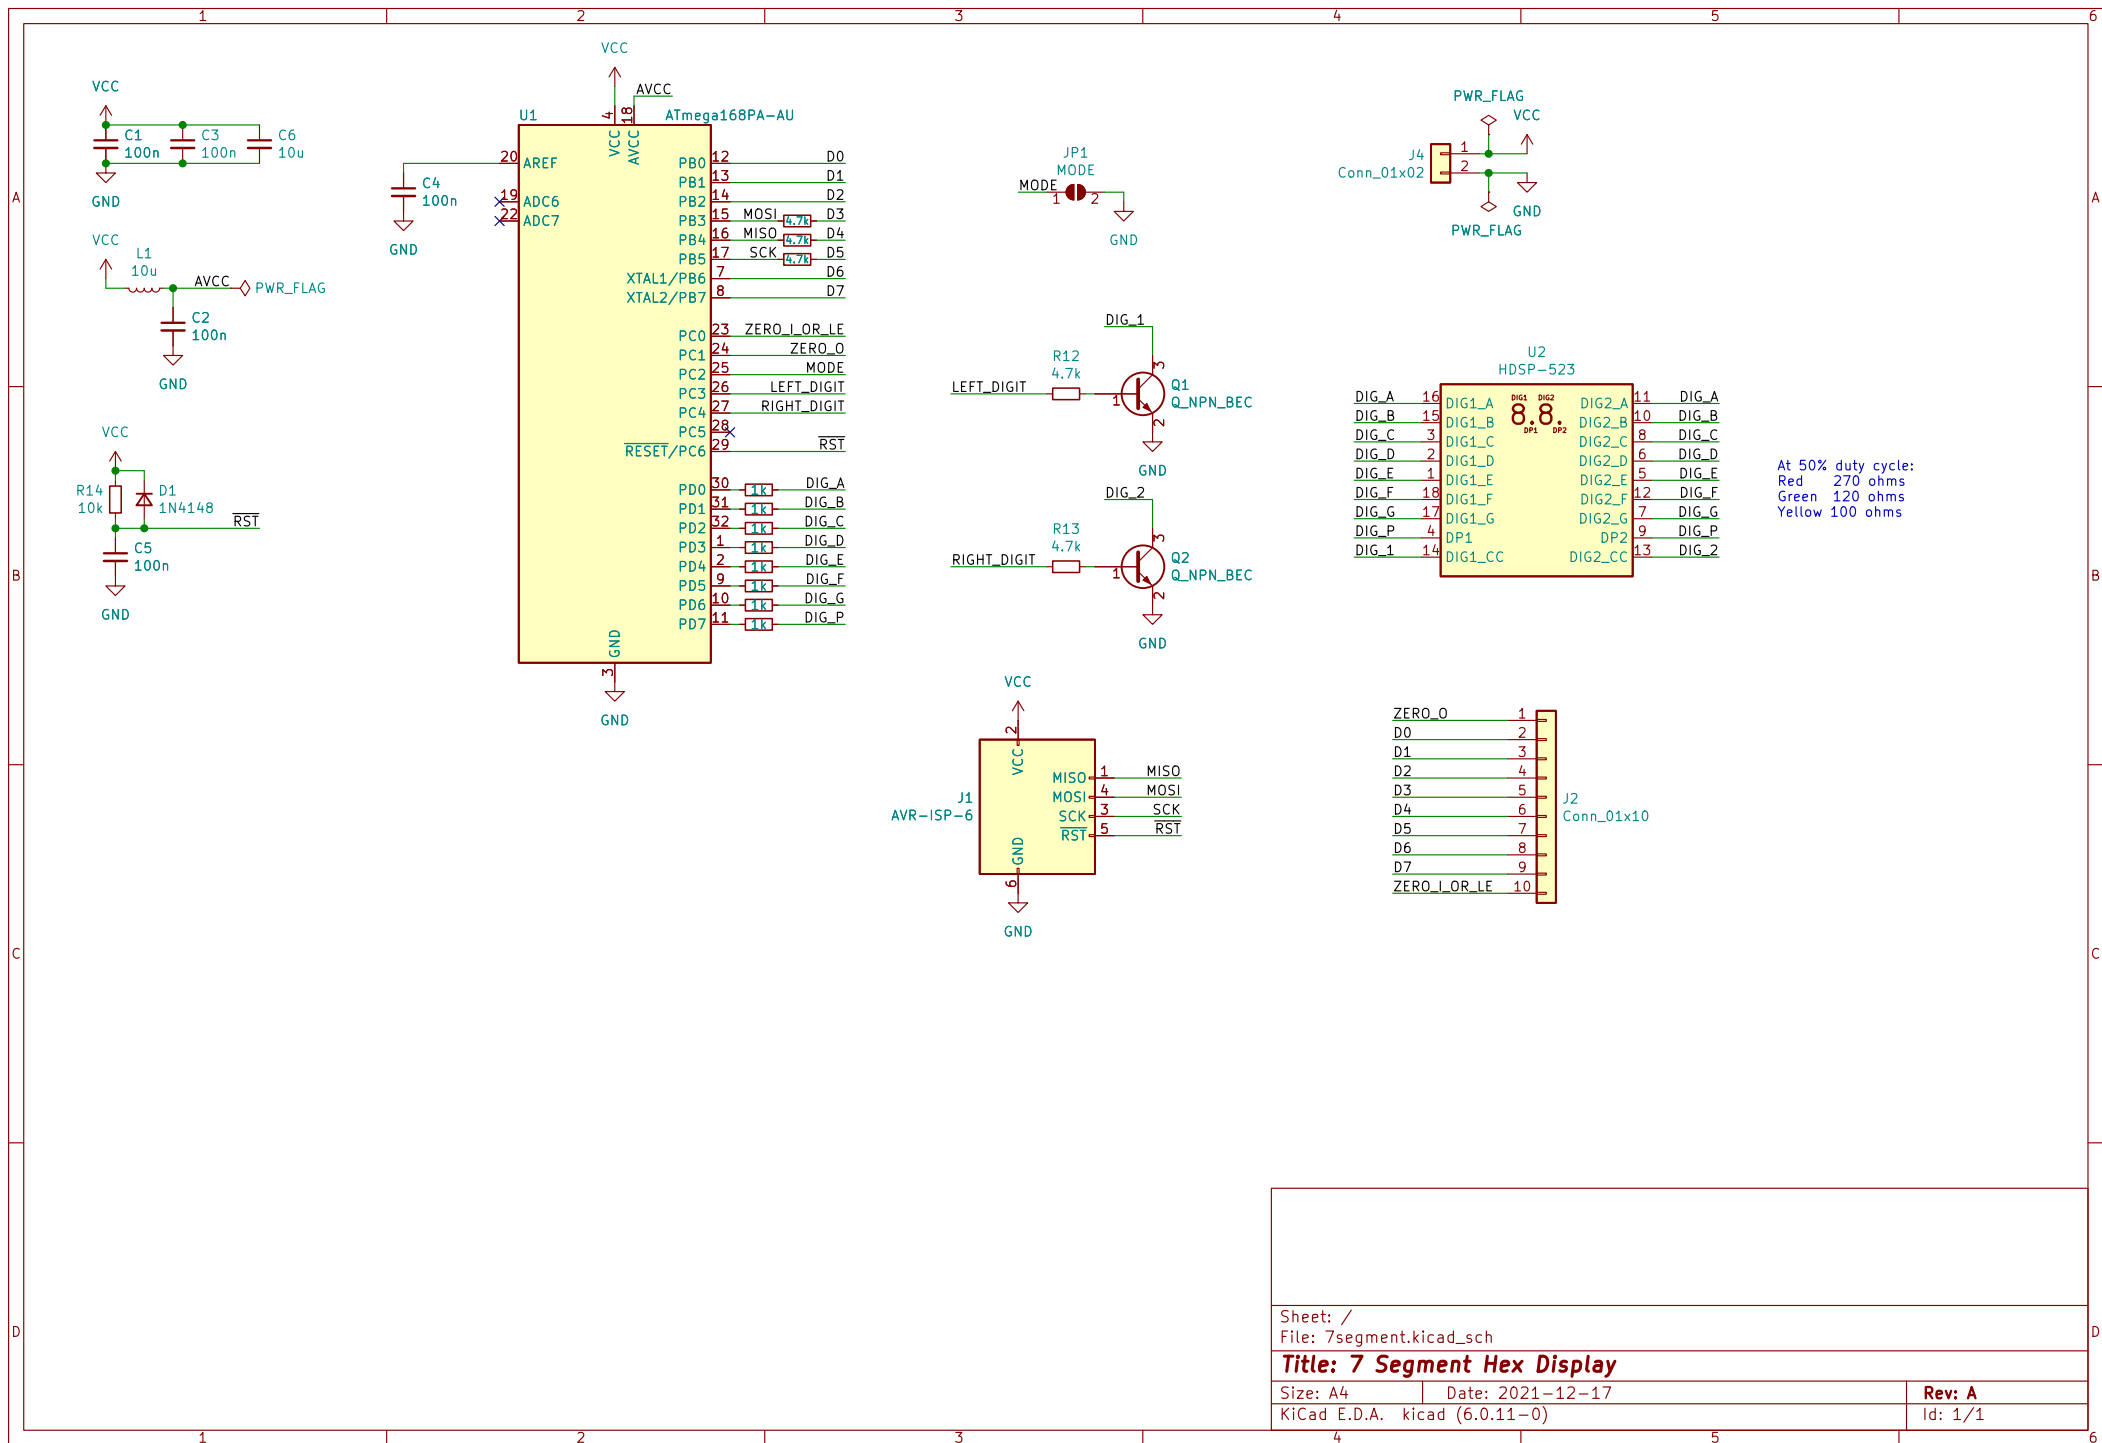 1 2 3 4 5 6
A
B
C
D
VCC
C1
100n
C3
100n
C6
10u
GND
VCC
L1
10u
AVCC
PWR_FLAG
C2
100n
GND
VCC
R14
10k
D1
1N4148
RST
C5
100n
GND
C4
100n
GND
VCC
AVCC
U1
ATmega168PA-AU
4
18
VCC
AVCC
20 AREF
19 ADC6
22 ADC7
PB0 12 D0
PB1 13 D1
PB2 14 D2
PB3 15 MOSI 4.7k D3
PB4 16 MISO 4.7k D4
PB5 17 SCK 4.7k D5
XTAL1/PB6 7 D6
XTAL2/PB7 8 D7
PC0 23 ZERO_I_OR_LE
PC1 24 ZERO_O
PC2 25 MODE
PC3 26 LEFT_DIGIT
PC4 27 RIGHT_DIGIT
PC5 28
RESET/PC6 29 RST
PD0 30 1k DIG_A
PD1 31 1k DIG_B
PD2 32 1k DIG_C
PD3 1 1k DIG_D
PD4 2 1k DIG_E
PD5 9 1k DIG_F
PD6 10 1k DIG_G
PD7 11 1k DIG_P
GND
3
GND
JP1
MODE
MODE
1 2
GND
DIG_1
R12
4.7k
LEFT_DIGIT
1
3
2
Q1
Q_NPN_BEC
GND
DIG_2
R13
4.7k
RIGHT_DIGIT
1
3
2
Q2
Q_NPN_BEC
GND
VCC
2
VCC
J1
AVR-ISP-6
MISO 1 MISO
MOSI 4 MOSI
SCK 3 SCK
RST 5 RST
GND
6
GND
PWR_FLAG
VCC
J4
Conn_01x02
1
2
GND
PWR_FLAG
U2
HDSP-523
DIG1 DIG2
8.8.
DP1 DP2
DIG_A 16 DIG1_A DIG2_A 11 DIG_A
DIG_B 15 DIG1_B DIG2_B 10 DIG_B
DIG_C 3 DIG1_C DIG2_C 8 DIG_C
DIG_D 2 DIG1_D DIG2_D 6 DIG_D
DIG_E 1 DIG1_E DIG2_E 5 DIG_E
DIG_F 18 DIG1_F DIG2_F 12 DIG_F
DIG_G 17 DIG1_G DIG2_G 7 DIG_G
DIG_P 4 DP1 DP2 9 DIG_P
DIG_1 14 DIG1_CC DIG2_CC 13 DIG_2
At 50% duty cycle:
Red 270 ohms
Green 120 ohms
Yellow 100 ohms
ZERO_O 1
D0 2
D1 3
D2 4
D3 5
D4 6
D5 7
D6 8
D7 9
ZERO_I_OR_LE 10
J2
Conn_01x10
A
B
C
D
Sheet: /
File: 7segment.kicad_sch
Title: 7 Segment Hex Display
Size: A4 Date: 2021-12-17 Rev: A
KiCad E.D.A. kicad (6.0.11-0) Id: 1/1
1 2 3 4 5 6